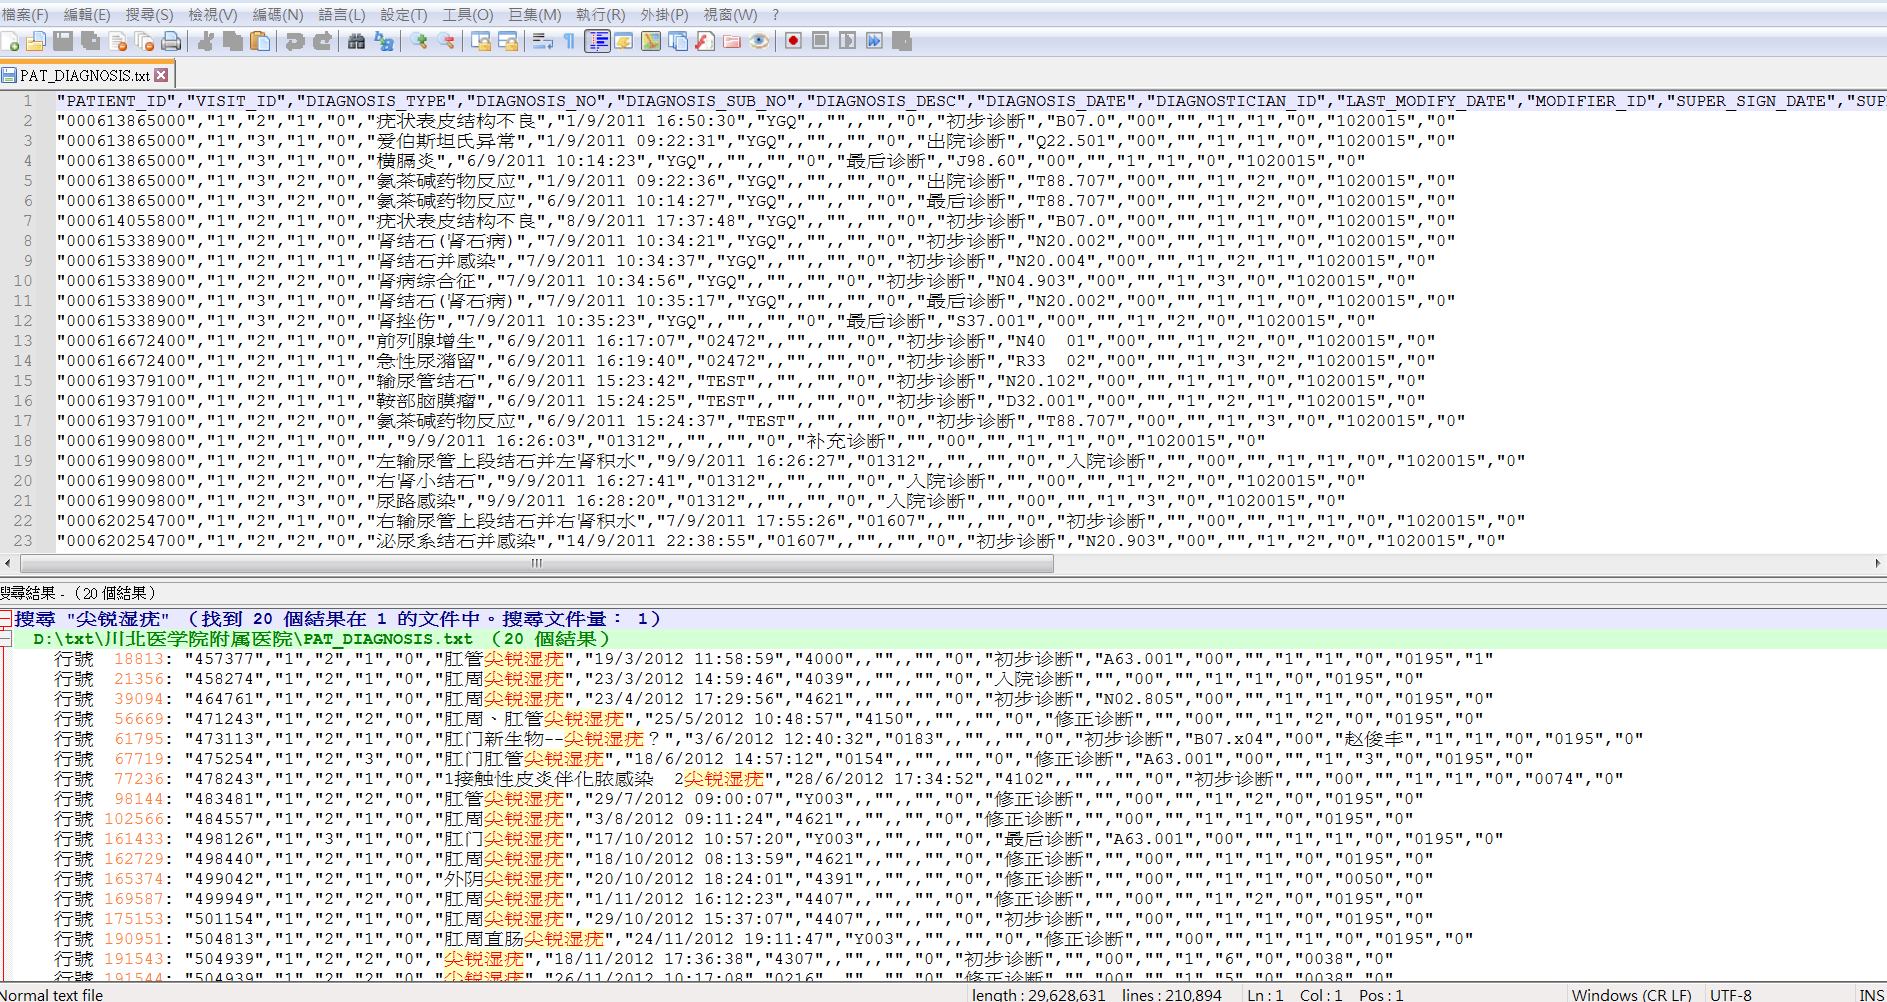 檔案(F) 編輯(E) 搜尋(S) 檢視(V) 編碼(N) 語言(L) 設定(T) 工具(O) 巨集(M) 執行(R) 外掛(P) 視窗(W) ?
PAT_DIAGNOSIS.txt
1 "PATIENT_ID","VISIT_ID","DIAGNOSIS_TYPE","DIAGNOSIS_NO","DIAGNOSIS_SUB_NO","DIAGNOSIS_DESC","DIAGNOSIS_DATE","DIAGNOSTICIAN_ID","LAST_MODIFY_DATE","MODIFIER_ID","SUPER_SIGN_DATE","SUP
2 "000613865000","1","2","1","0","疣状表皮结构不良","1/9/2011 16:50:30","YGQ",,"",,"","0","初步诊断","B07.0","00","","1","1","0","1020015","0"
3 "000613865000","1","3","1","0","爱伯斯坦氏异常","1/9/2011 09:22:31","YGQ",,"",,"","0","出院诊断","Q22.501","00","","1","1","0","1020015","0"
4 "000613865000","1","3","1","0","横膈炎","6/9/2011 10:14:23","YGQ",,"",,"","0","最后诊断","J98.60","00","","1","1","0","1020015","0"
5 "000613865000","1","3","2","0","氨茶碱药物反应","1/9/2011 09:22:36","YGQ",,"",,"","0","出院诊断","T88.707","00","","1","2","0","1020015","0"
6 "000613865000","1","3","2","0","氨茶碱药物反应","6/9/2011 10:14:27","YGQ",,"",,"","0","最后诊断","T88.707","00","","1","2","0","1020015","0"
7 "000614055800","1","2","1","0","疣状表皮结构不良","8/9/2011 17:37:48","YGQ",,"",,"","0","初步诊断","B07.0","00","","1","1","0","1020015","0"
8 "000615338900","1","2","1","0","肾结石(肾石病)","7/9/2011 10:34:21","YGQ",,"",,"","0","初步诊断","N20.002","00","","1","1","0","1020015","0"
9 "000615338900","1","2","1","1","肾结石并感染","7/9/2011 10:34:37","YGQ",,"",,"","0","初步诊断","N20.004","00","","1","2","1","1020015","0"
10 "000615338900","1","2","2","0","肾病综合征","7/9/2011 10:34:56","YGQ",,"",,"","0","初步诊断","N04.903","00","","1","3","0","1020015","0"
11 "000615338900","1","3","1","0","肾结石(肾石病)","7/9/2011 10:35:17","YGQ",,"",,"","0","最后诊断","N20.002","00","","1","1","0","1020015","0"
12 "000615338900","1","3","2","0","肾挫伤","7/9/2011 10:35:23","YGQ",,"",,"","0","最后诊断","S37.001","00","","1","2","0","1020015","0"
13 "000616672400","1","2","1","0","前列腺增生","6/9/2011 16:17:07","02472",,"",,"","0","初步诊断","N40  01","00","","1","2","0","1020015","0"
14 "000616672400","1","2","1","1","急性尿潴留","6/9/2011 16:19:40","02472",,"",,"","0","初步诊断","R33  02","00","","1","3","2","1020015","0"
15 "000619379100","1","2","1","0","输尿管结石","6/9/2011 15:23:42","TEST",,"",,"","0","初步诊断","N20.102","00","","1","1","0","1020015","0"
16 "000619379100","1","2","1","1","鞍部脑膜瘤","6/9/2011 15:24:25","TEST",,"",,"","0","初步诊断","D32.001","00","","1","2","1","1020015","0"
17 "000619379100","1","2","2","0","氨茶碱药物反应","6/9/2011 15:24:37","TEST",,"",,"","0","初步诊断","T88.707","00","","1","3","0","1020015","0"
18 "000619909800","1","2","1","0","","9/9/2011 16:26:03","01312",,"",,"","0","补充诊断","","00","","1","1","0","1020015","0"
19 "000619909800","1","2","1","0","左输尿管上段结石并左肾积水","9/9/2011 16:26:27","01312",,"",,"","0","入院诊断","","00","","1","1","0","1020015","0"
20 "000619909800","1","2","2","0","右肾小结石","9/9/2011 16:27:41","01312",,"",,"","0","入院诊断","","00","","1","2","0","1020015","0"
21 "000619909800","1","2","3","0","尿路感染","9/9/2011 16:28:20","01312",,"",,"","0","入院诊断","","00","","1","3","0","1020015","0"
22 "000620254700","1","2","1","0","右输尿管上段结石并右肾积水","7/9/2011 17:55:26","01607",,"",,"","0","初步诊断","","00","","1","1","0","1020015","0"
23 "000620254700","1","2","2","0","泌尿系结石并感染","14/9/2011 22:38:55","01607",,"",,"","0","初步诊断","N20.903","00","","1","2","0","1020015","0"
搜尋結果 - （20 個結果）
搜尋 "尖锐湿疣" （找到 20 個結果在 1 的文件中。搜尋文件量： 1）
D:\txt\川北医学院附属医院\PAT_DIAGNOSIS.txt （20 個結果）
行號 18813: "457377","1","2","1","0","肛管尖锐湿疣","19/3/2012 11:58:59","4000",,"",,"","0","初步诊断","A63.001","00","","1","1","0","0195","1"
行號 21356: "458274","1","2","1","0","肛周尖锐湿疣","23/3/2012 14:59:46","4039",,"",,"","0","入院诊断","","00","","1","1","0","0195","0"
行號 39094: "464761","1","2","1","0","肛周尖锐湿疣","23/4/2012 17:29:56","4621",,"",,"","0","初步诊断","N02.805","00","","1","1","0","0195","0"
行號 56669: "471243","1","2","2","0","肛周、肛管尖锐湿疣","25/5/2012 10:48:57","4150",,"",,"","0","修正诊断","","00","","1","2","0","0195","0"
行號 61795: "473113","1","2","1","0","肛门新生物--尖锐湿疣？","3/6/2012 12:40:32","0183",,"",,"","0","初步诊断","B07.x04","00","赵俊丰","1","1","0","0195","0"
行號 67719: "475254","1","2","3","0","肛门肛管尖锐湿疣","18/6/2012 14:57:12","0154",,"",,"","0","修正诊断","A63.001","00","","1","3","0","0195","0"
行號 77236: "478243","1","2","1","0","1接触性皮炎伴化脓感染  2尖锐湿疣","28/6/2012 17:34:52","4102",,"",,"","0","初步诊断","","00","","1","1","0","0074","0"
行號 98144: "483481","1","2","2","0","肛管尖锐湿疣","29/7/2012 09:00:07","Y003",,"",,"","0","修正诊断","","00","","1","2","0","0195","0"
行號 102566: "484557","1","2","1","0","肛周尖锐湿疣","3/8/2012 09:11:24","4621",,"",,"","0","修正诊断","","00","","1","1","0","0195","0"
行號 161433: "498126","1","3","1","0","肛门尖锐湿疣","17/10/2012 10:57:20","Y003",,"",,"","0","最后诊断","A63.001","00","","1","1","0","0195","0"
行號 162729: "498440","1","2","1","0","肛周尖锐湿疣","18/10/2012 08:13:59","4621",,"",,"","0","修正诊断","","00","","1","1","0","0195","0"
行號 165374: "499042","1","2","1","0","外阴尖锐湿疣","20/10/2012 18:24:01","4391",,"",,"","0","修正诊断","","00","","1","1","0","0050","0"
行號 169587: "499949","1","2","2","0","肛周尖锐湿疣","1/11/2012 16:12:23","4407",,"",,"","0","修正诊断","","00","","1","2","0","0195","0"
行號 175153: "501154","1","2","1","0","肛周尖锐湿疣","29/10/2012 15:37:07","4407",,"",,"","0","初步诊断","","00","","1","1","0","0195","0"
行號 190951: "504813","1","2","1","0","肛周直肠尖锐湿疣","24/11/2012 19:11:47","Y003",,"",,"","0","修正诊断","","00","","1","1","0","0195","0"
行號 191543: "504939","1","2","2","0","尖锐湿疣","18/11/2012 17:36:38","4307",,"",,"","0","初步诊断","","00","","1","6","0","0038","0"
行號 191544: "504939","1","2","2","0","尖锐湿疣","26/11/2012 10:17:08","0216",,"",,"","0","修正诊断","","00","","1","5","0","0038","0"
Normal text file length : 29,628,631 lines : 210,894 Ln : 1 Col : 1 Pos : 1 Windows (CR LF) UTF-8 INS